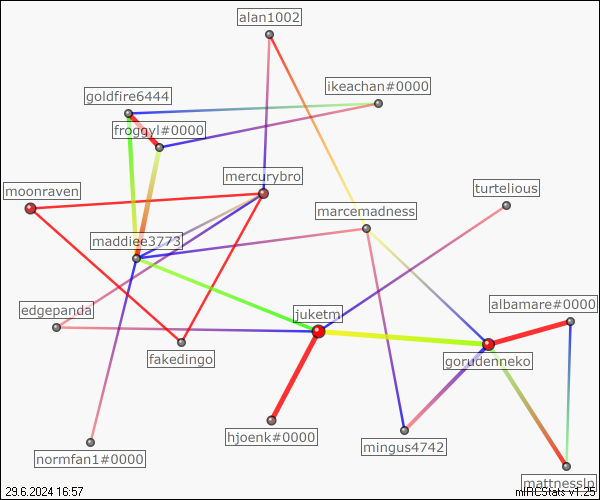 alan1002
ikeachan#0000
goldfire6444
froggyl#0000
mercurybro
moonraven
turtelious
marcemadness
maddiee3773
edgepanda
juketm
albamare#0000
fakedingo
gorudenneko
hjoenk#0000
mingus4742
normfan1#0000
mattnesslp
29.6.2024 16:57
mIRCStats v1.25